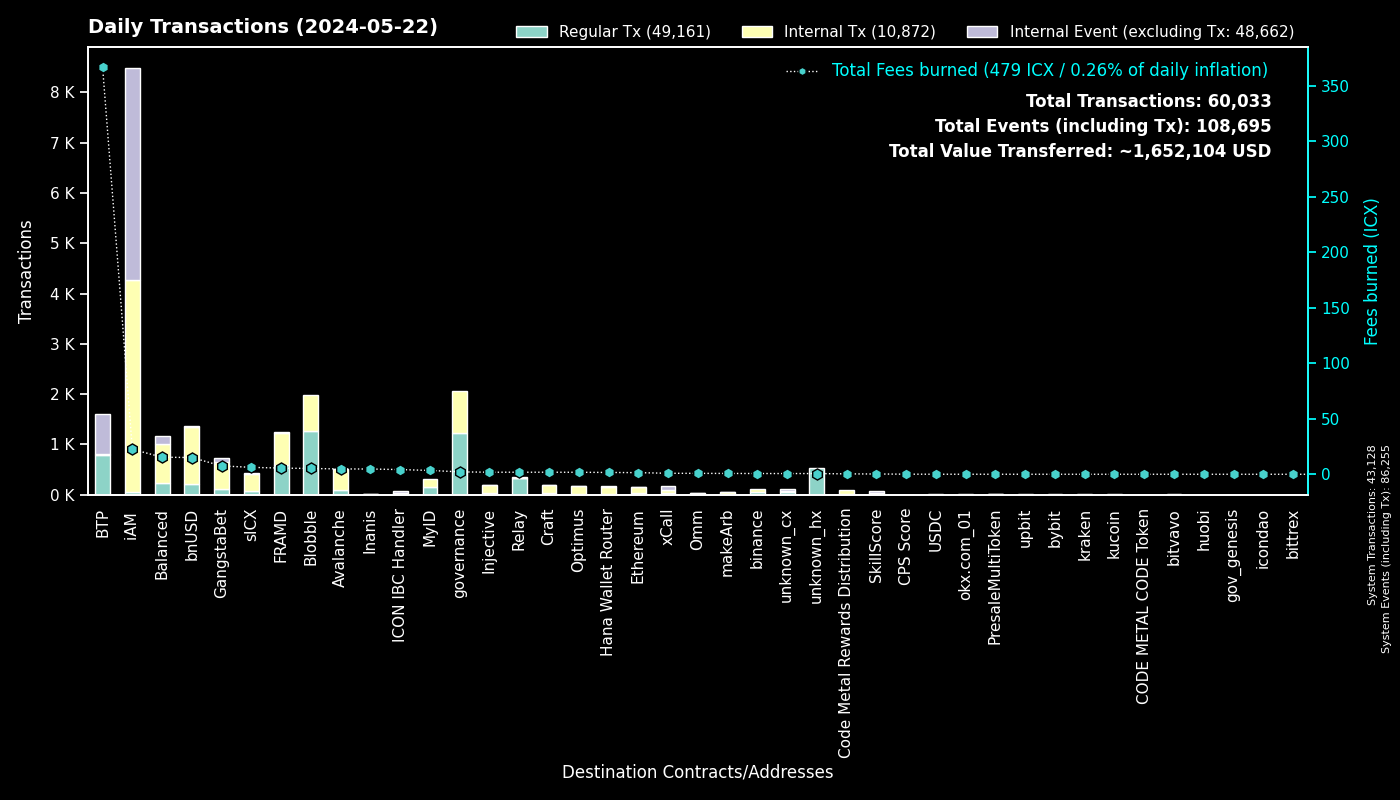 Daily Transactions (2024-05-22)
Regular Tx (49,161)
Internal Tx (10,872)
Internal Event (excluding Tx: 48,662)
Total Fees burned (479 ICX / 0.26% of daily inflation)
Total Transactions: 60,033
Total Events (including Tx): 108,695
Total Value Transferred: ~1,652,104 USD
Transactions
8 K
7 K
6 K
5 K
4 K
3 K
2 K
1 K
0 K
350
300
250
200
150
100
50
0
Fees burned (ICX)
BTP
iAM
Balanced
bnUSD
GangstaBet
sICX
FRAMD
Blobble
Avalanche
Inanis
ICON IBC Handler
MyID
governance
Injective
Relay
Craft
Optimus
Hana Wallet Router
Ethereum
xCall
Omm
makeArb
binance
unknown_cx
unknown_hx
Code Metal Rewards Distribution
SkillScore
CPS Score
USDC
okx.com_01
PresaleMultiToken
upbit
bybit
kraken
kucoin
CODE METAL CODE Token
bitvavo
huobi
gov_genesis
icondao
bittrex
Destination Contracts/Addresses
System Transactions: 43,128
System Events (including Tx): 86,255